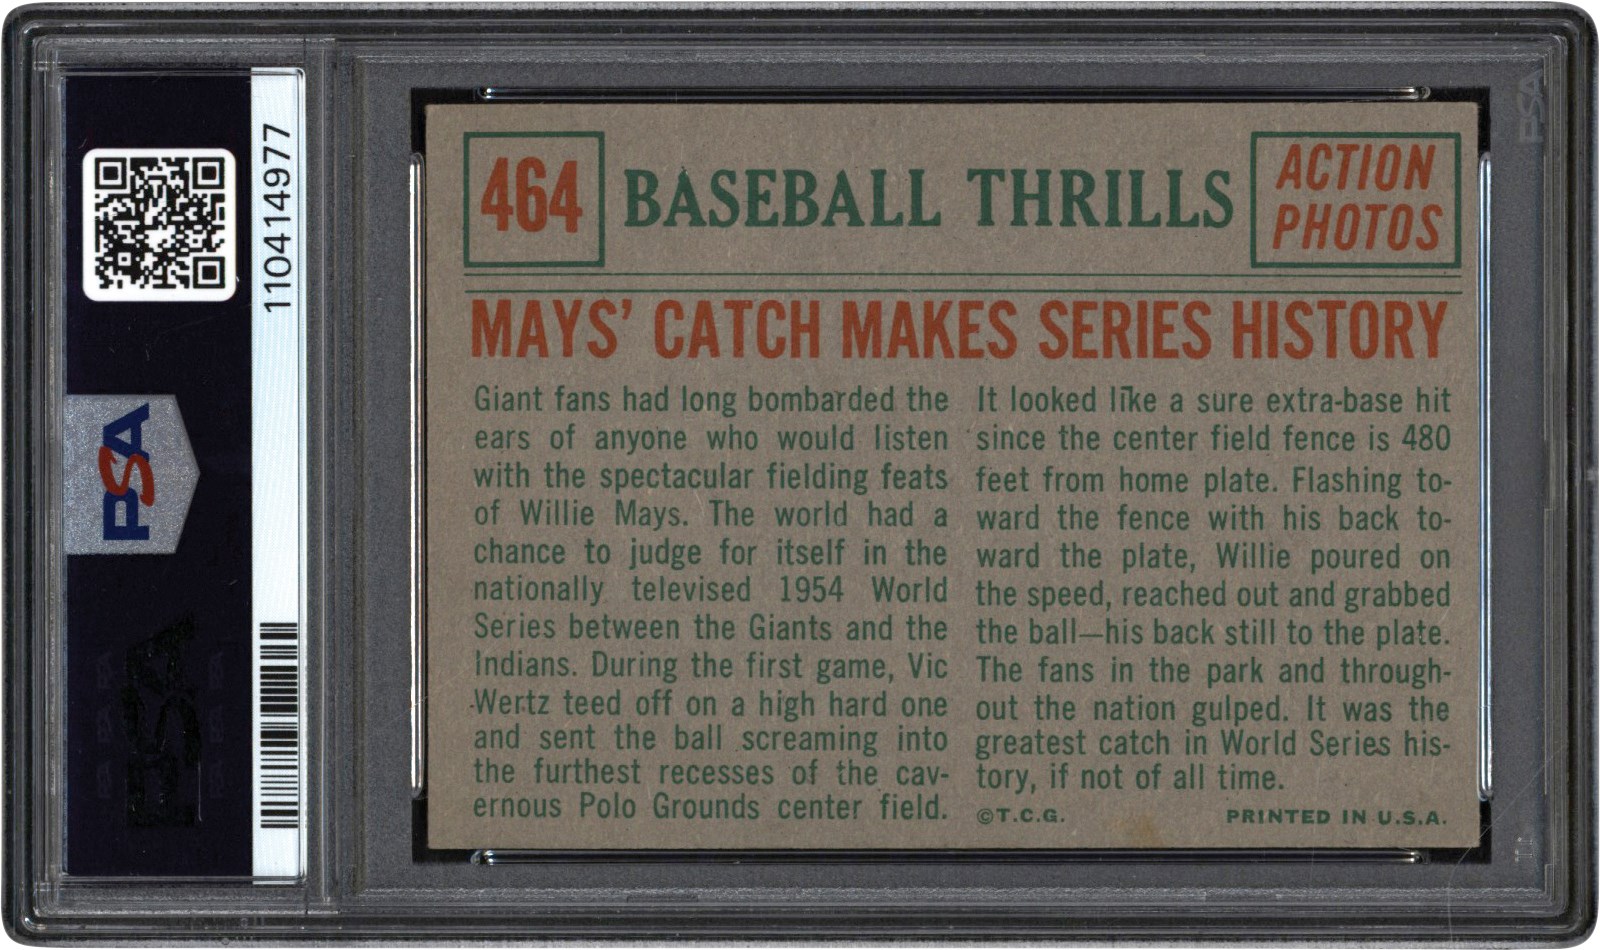 110414977
PSA
464
BASEBALL THRILLS
ACTION
PHOTOS
MAYS' CATCH MAKES SERIES HISTORY
Giant fans had long bombarded the
ears of anyone who would listen
with the spectacular fielding feats
of Willie Mays. The world had a
chance to judge for itself in the
nationally televised 1954 World
Series between the Giants and the
Indians. During the first game, Vic
Wertz teed off on a high hard one
and sent the ball screaming into
the furthest recesses of the cav-
ernous Polo Grounds center field.
It looked like a sure extra-base hit
since the center field fence is 480
feet from home plate. Flashing to-
ward the fence with his back to-
ward the plate, Willie poured on
the speed, reached out and grabbed
the ball—his back still to the plate.
The fans in the park and through-
out the nation gulped. It was the
greatest catch in World Series his-
tory, if not of all time.
©T.C.G.
PRINTED IN U.S.A.
PSA
PSA